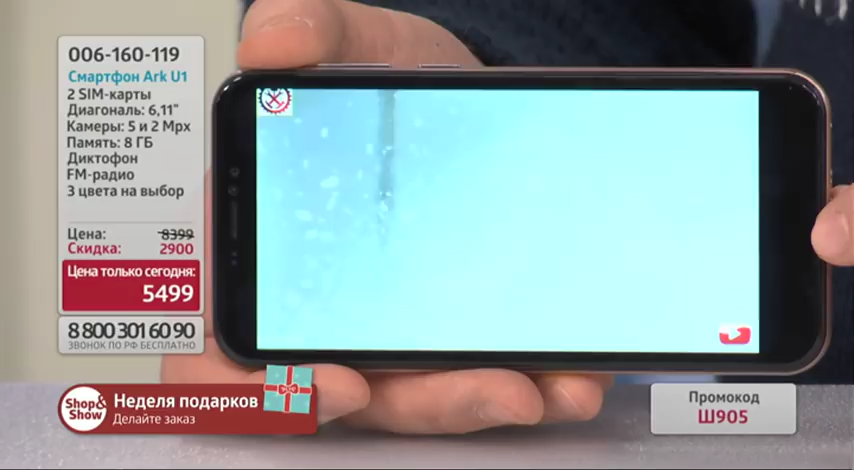 006-160-119
Смартфон Ark U1
2 SIM-карты
Диагональ: 6,11"
Камеры: 5 и 2 Mpx
Память: 8 ГБ
Диктофон
FM-радио
3 цвета на выбор
Цена: 8399
Скидка: 2900
Цена только сегодня:
5499
8 800 301 60 90
ЗВОНОК ПО РФ БЕСПЛАТНО
Shop&
Show
Неделя подарков
Делайте заказ
Промокод
Ш905